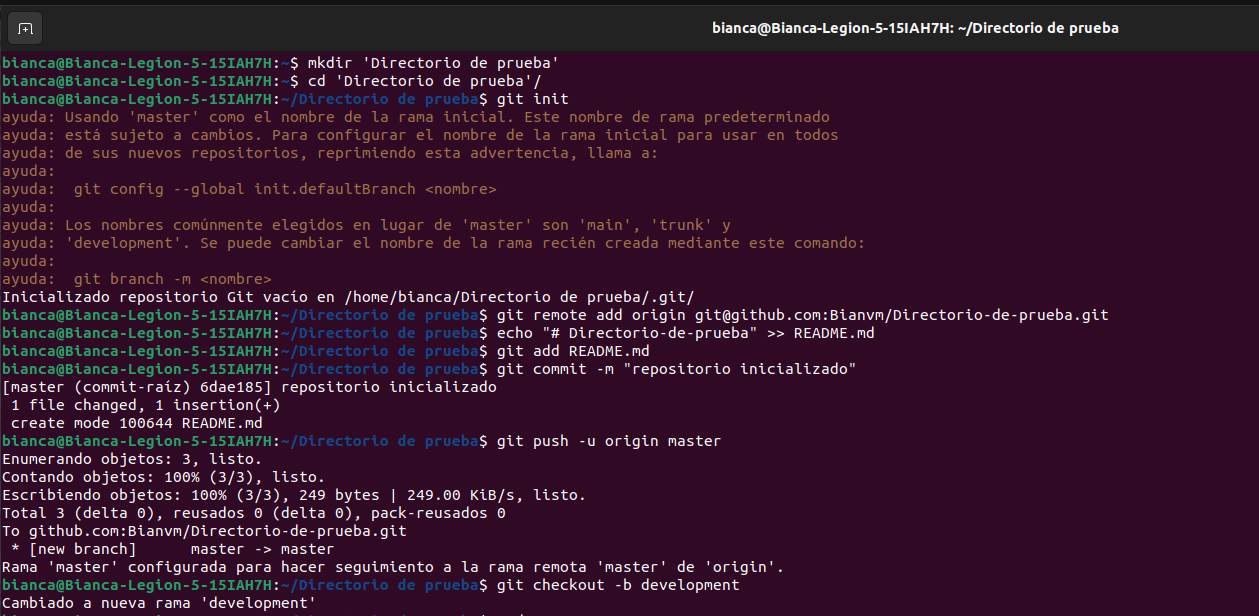 bianca@Bianca-Legion-5-15IAH7H: ~/Directorio de prueba
bianca@Bianca-Legion-5-15IAH7H:~$ mkdir 'Directorio de prueba'
bianca@Bianca-Legion-5-15IAH7H:~$ cd 'Directorio de prueba'/
bianca@Bianca-Legion-5-15IAH7H:~/Directorio de prueba$ git init
ayuda: Usando 'master' como el nombre de la rama inicial. Este nombre de rama predeterminado
ayuda: está sujeto a cambios. Para configurar el nombre de la rama inicial para usar en todos
ayuda: de sus nuevos repositorios, reprimiendo esta advertencia, llama a:
ayuda:
ayuda:  git config --global init.defaultBranch <nombre>
ayuda:
ayuda: Los nombres comúnmente elegidos en lugar de 'master' son 'main', 'trunk' y
ayuda: 'development'. Se puede cambiar el nombre de la rama recién creada mediante este comando:
ayuda:
ayuda:  git branch -m <nombre>
Inicializado repositorio Git vacío en /home/bianca/Directorio de prueba/.git/
bianca@Bianca-Legion-5-15IAH7H:~/Directorio de prueba$ git remote add origin git@github.com:Bianvm/Directorio-de-prueba.git
bianca@Bianca-Legion-5-15IAH7H:~/Directorio de prueba$ echo "# Directorio-de-prueba" >> README.md
bianca@Bianca-Legion-5-15IAH7H:~/Directorio de prueba$ git add README.md
bianca@Bianca-Legion-5-15IAH7H:~/Directorio de prueba$ git commit -m "repositorio inicializado"
[master (commit-raíz) 6dae185] repositorio inicializado
 1 file changed, 1 insertion(+)
 create mode 100644 README.md
bianca@Bianca-Legion-5-15IAH7H:~/Directorio de prueba$ git push -u origin master
Enumerando objetos: 3, listo.
Contando objetos: 100% (3/3), listo.
Escribiendo objetos: 100% (3/3), 249 bytes | 249.00 KiB/s, listo.
Total 3 (delta 0), reusados 0 (delta 0), pack-reusados 0
To github.com:Bianvm/Directorio-de-prueba.git
 * [new branch]      master -> master
Rama 'master' configurada para hacer seguimiento a la rama remota 'master' de 'origin'.
bianca@Bianca-Legion-5-15IAH7H:~/Directorio de prueba$ git checkout -b development
Cambiado a nueva rama 'development'